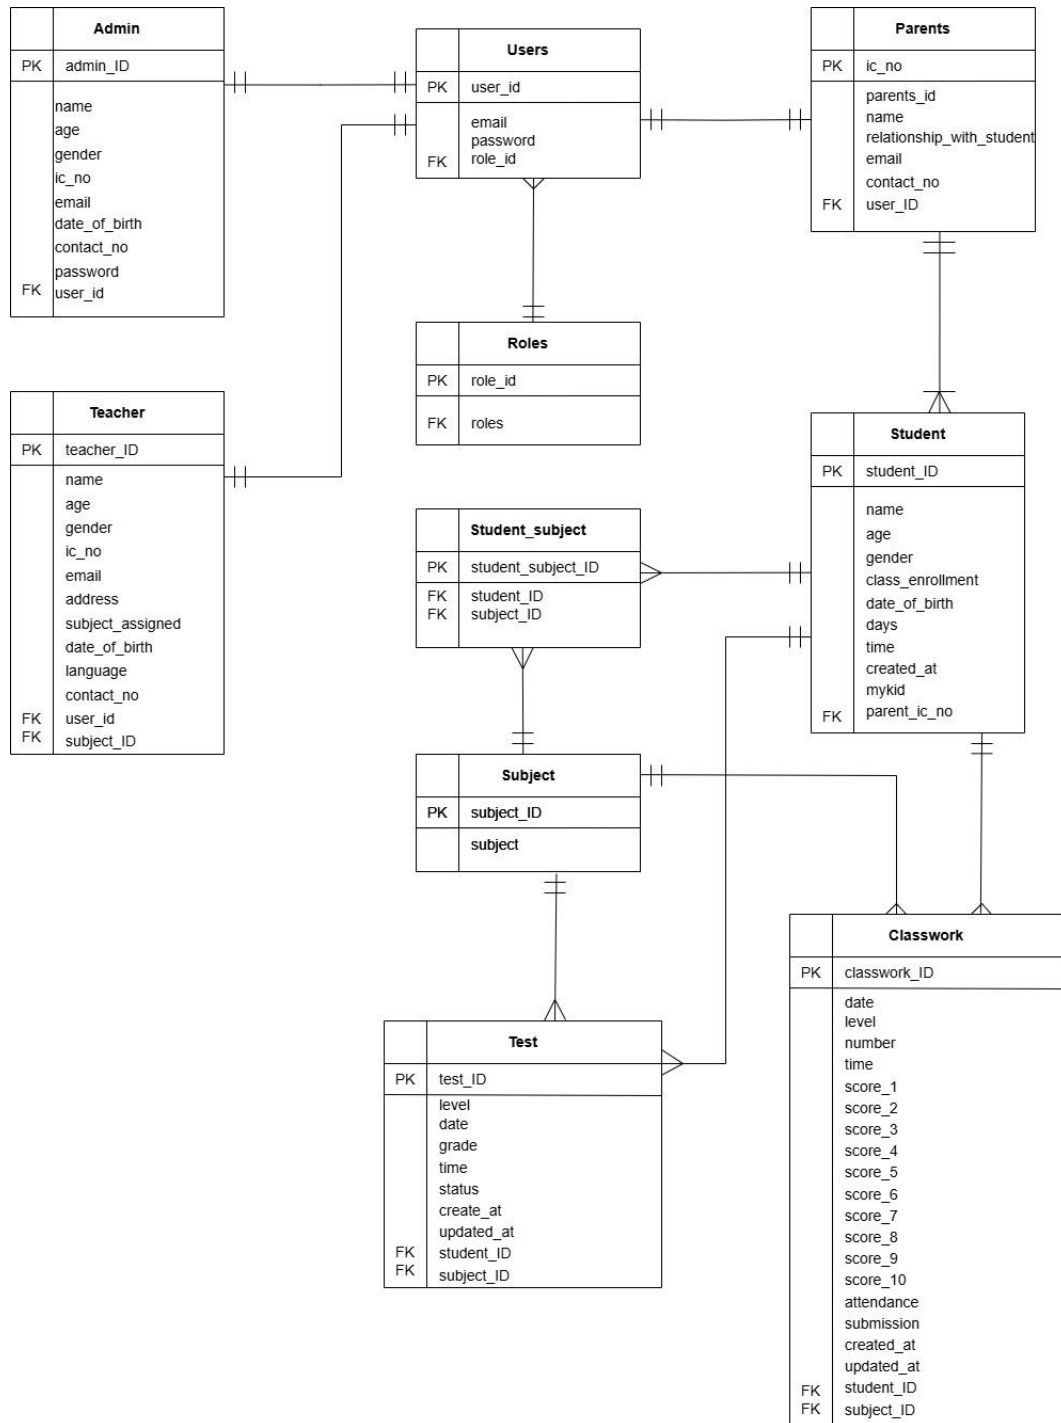 Admin
PK admin_ID
name
age
gender
ic_no
email
date_of_birth
contact_no
password
FK user_id
Users
PK user_id
email
password
FK role_id
Parents
PK ic_no
parents_id
name
relationship_with_student
email
contact_no
FK user_ID
Roles
PK role_id
FK roles
Teacher
PK teacher_ID
name
age
gender
ic_no
email
address
subject_assigned
date_of_birth
language
contact_no
FK user_id
FK subject_ID
Student_subject
PK student_subject_ID
FK student_ID
FK subject_ID
Student
PK student_ID
name
age
gender
class_enrollment
date_of_birth
days
time
created_at
mykid
FK parent_ic_no
Subject
PK subject_ID
subject
Test
PK test_ID
level
date
grade
time
status
create_at
updated_at
FK student_ID
FK subject_ID
Classwork
PK classwork_ID
date
level
number
time
score_1
score_2
score_3
score_4
score_5
score_6
score_7
score_8
score_9
score_10
attendance
submission
created_at
updated_at
FK student_ID
FK subject_ID